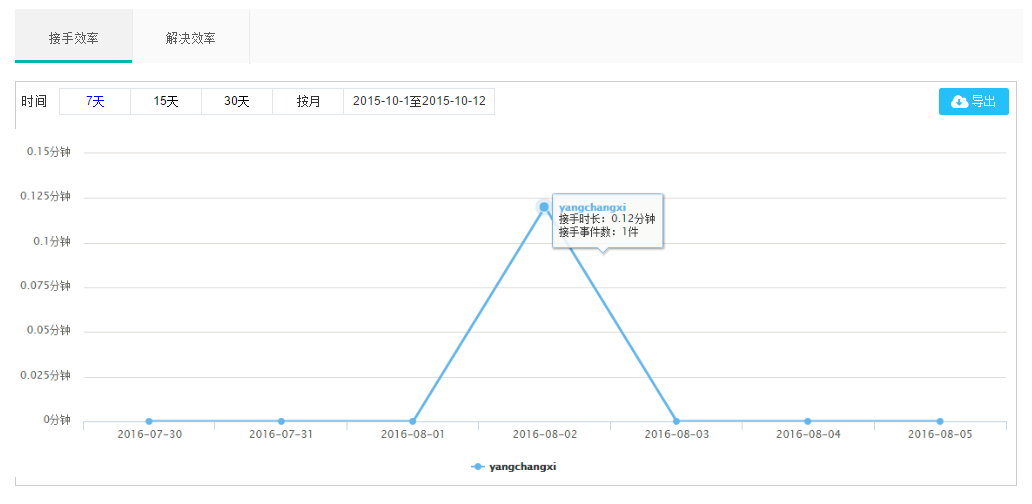 接手效率
解决效率
时间
7天
15天
30天
按月
2015-10-1至2015-10-12
导出
0.15分钟
0.125分钟
0.1分钟
0.075分钟
0.05分钟
0.025分钟
0分钟
yangchangxi
接手时长：0.12分钟
接手事件数：1件
2016-07-30
2016-07-31
2016-08-01
2016-08-02
2016-08-03
2016-08-04
2016-08-05
yangchangxi